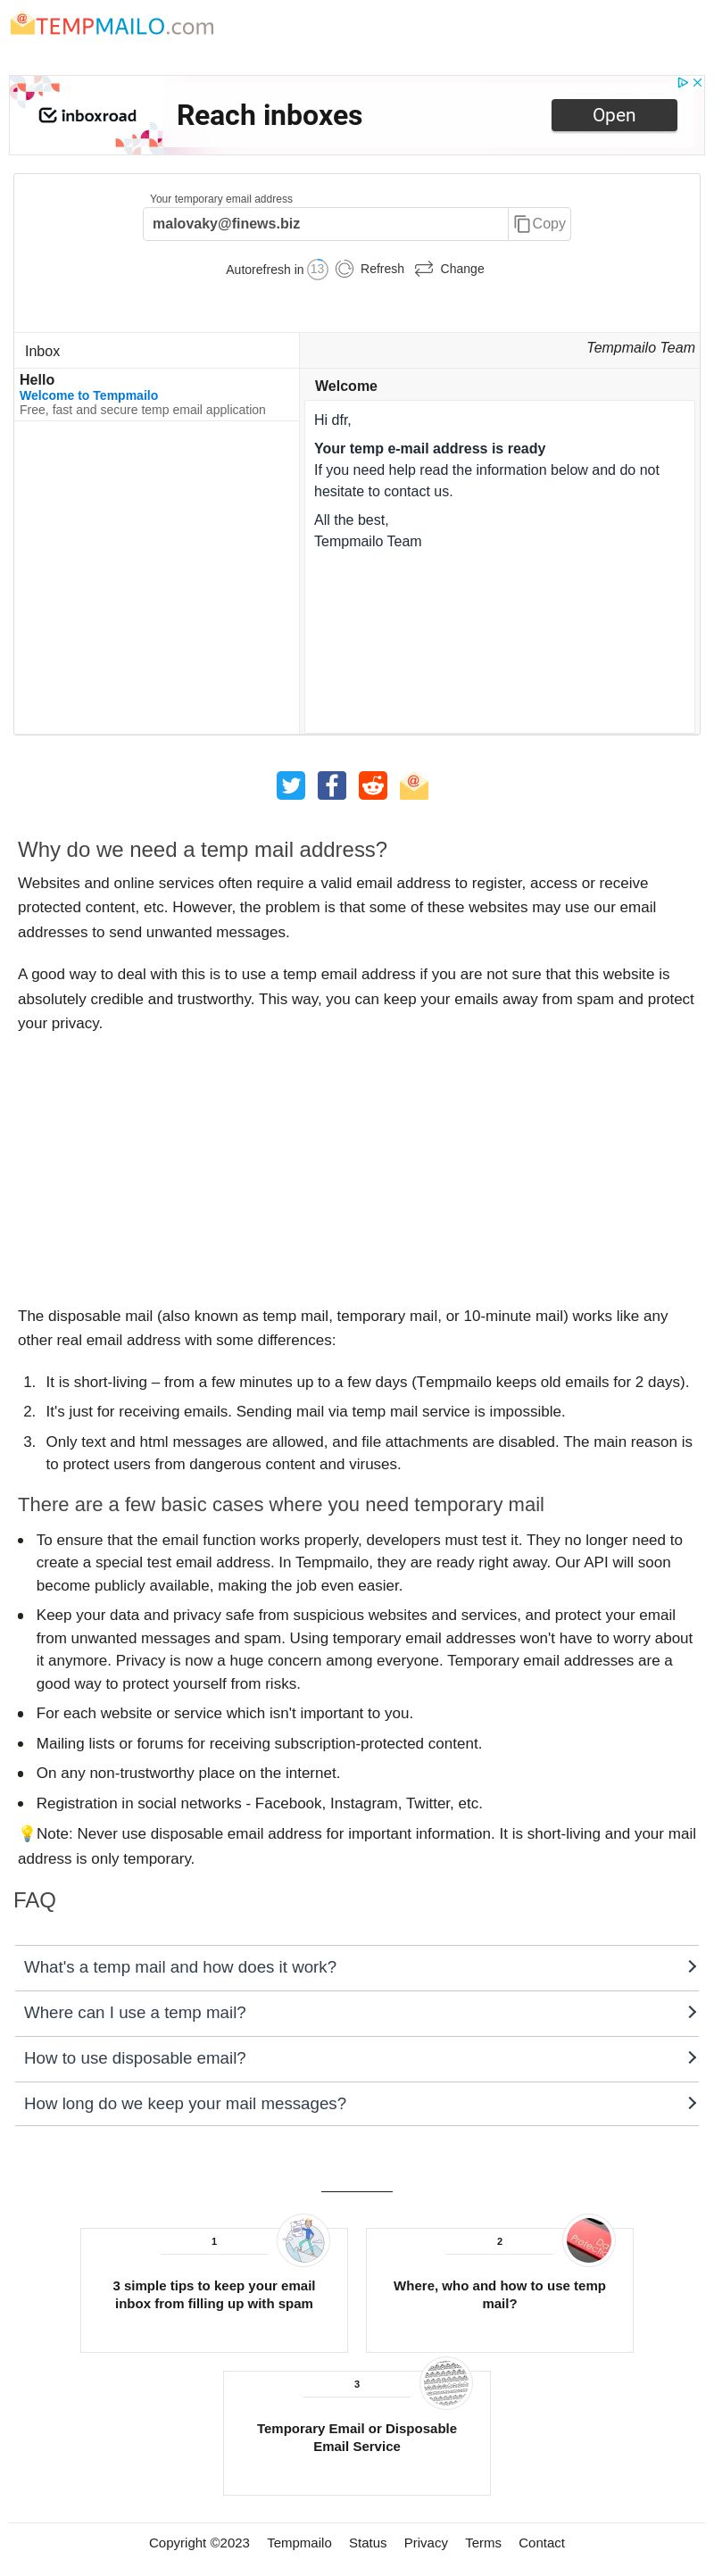 TEMPMAILO.com
inboxroad
Reach inboxes
Open
Your temporary email address
malovaky@finews.biz
Copy
Autorefresh in 13 Refresh Change
Inbox
Tempmailo Team
Hello
Welcome to Tempmailo
Free, fast and secure temp email application
Welcome
Hi dfr,
Your temp e-mail address is ready
If you need help read the information below and do not
hesitate to contact us.
All the best,
Tempmailo Team
Why do we need a temp mail address?
Websites and online services often require a valid email address to register, access or receive
protected content, etc. However, the problem is that some of these websites may use our email
addresses to send unwanted messages.
A good way to deal with this is to use a temp email address if you are not sure that this website is
absolutely credible and trustworthy. This way, you can keep your emails away from spam and protect
your privacy.
The disposable mail (also known as temp mail, temporary mail, or 10-minute mail) works like any
other real email address with some differences:
1. It is short-living – from a few minutes up to a few days (Tempmailo keeps old emails for 2 days).
2. It's just for receiving emails. Sending mail via temp mail service is impossible.
3. Only text and html messages are allowed, and file attachments are disabled. The main reason is
to protect users from dangerous content and viruses.
There are a few basic cases where you need temporary mail
• To ensure that the email function works properly, developers must test it. They no longer need to
create a special test email address. In Tempmailo, they are ready right away. Our API will soon
become publicly available, making the job even easier.
• Keep your data and privacy safe from suspicious websites and services, and protect your email
from unwanted messages and spam. Using temporary email addresses won't have to worry about
it anymore. Privacy is now a huge concern among everyone. Temporary email addresses are a
good way to protect yourself from risks.
• For each website or service which isn't important to you.
• Mailing lists or forums for receiving subscription-protected content.
• On any non-trustworthy place on the internet.
• Registration in social networks - Facebook, Instagram, Twitter, etc.
💡Note: Never use disposable email address for important information. It is short-living and your mail
address is only temporary.
FAQ
What's a temp mail and how does it work?
Where can I use a temp mail?
How to use disposable email?
How long do we keep your mail messages?
1
3 simple tips to keep your email
inbox from filling up with spam
2
Where, who and how to use temp
mail?
3
Temporary Email or Disposable
Email Service
Copyright ©2023 Tempmailo Status Privacy Terms Contact